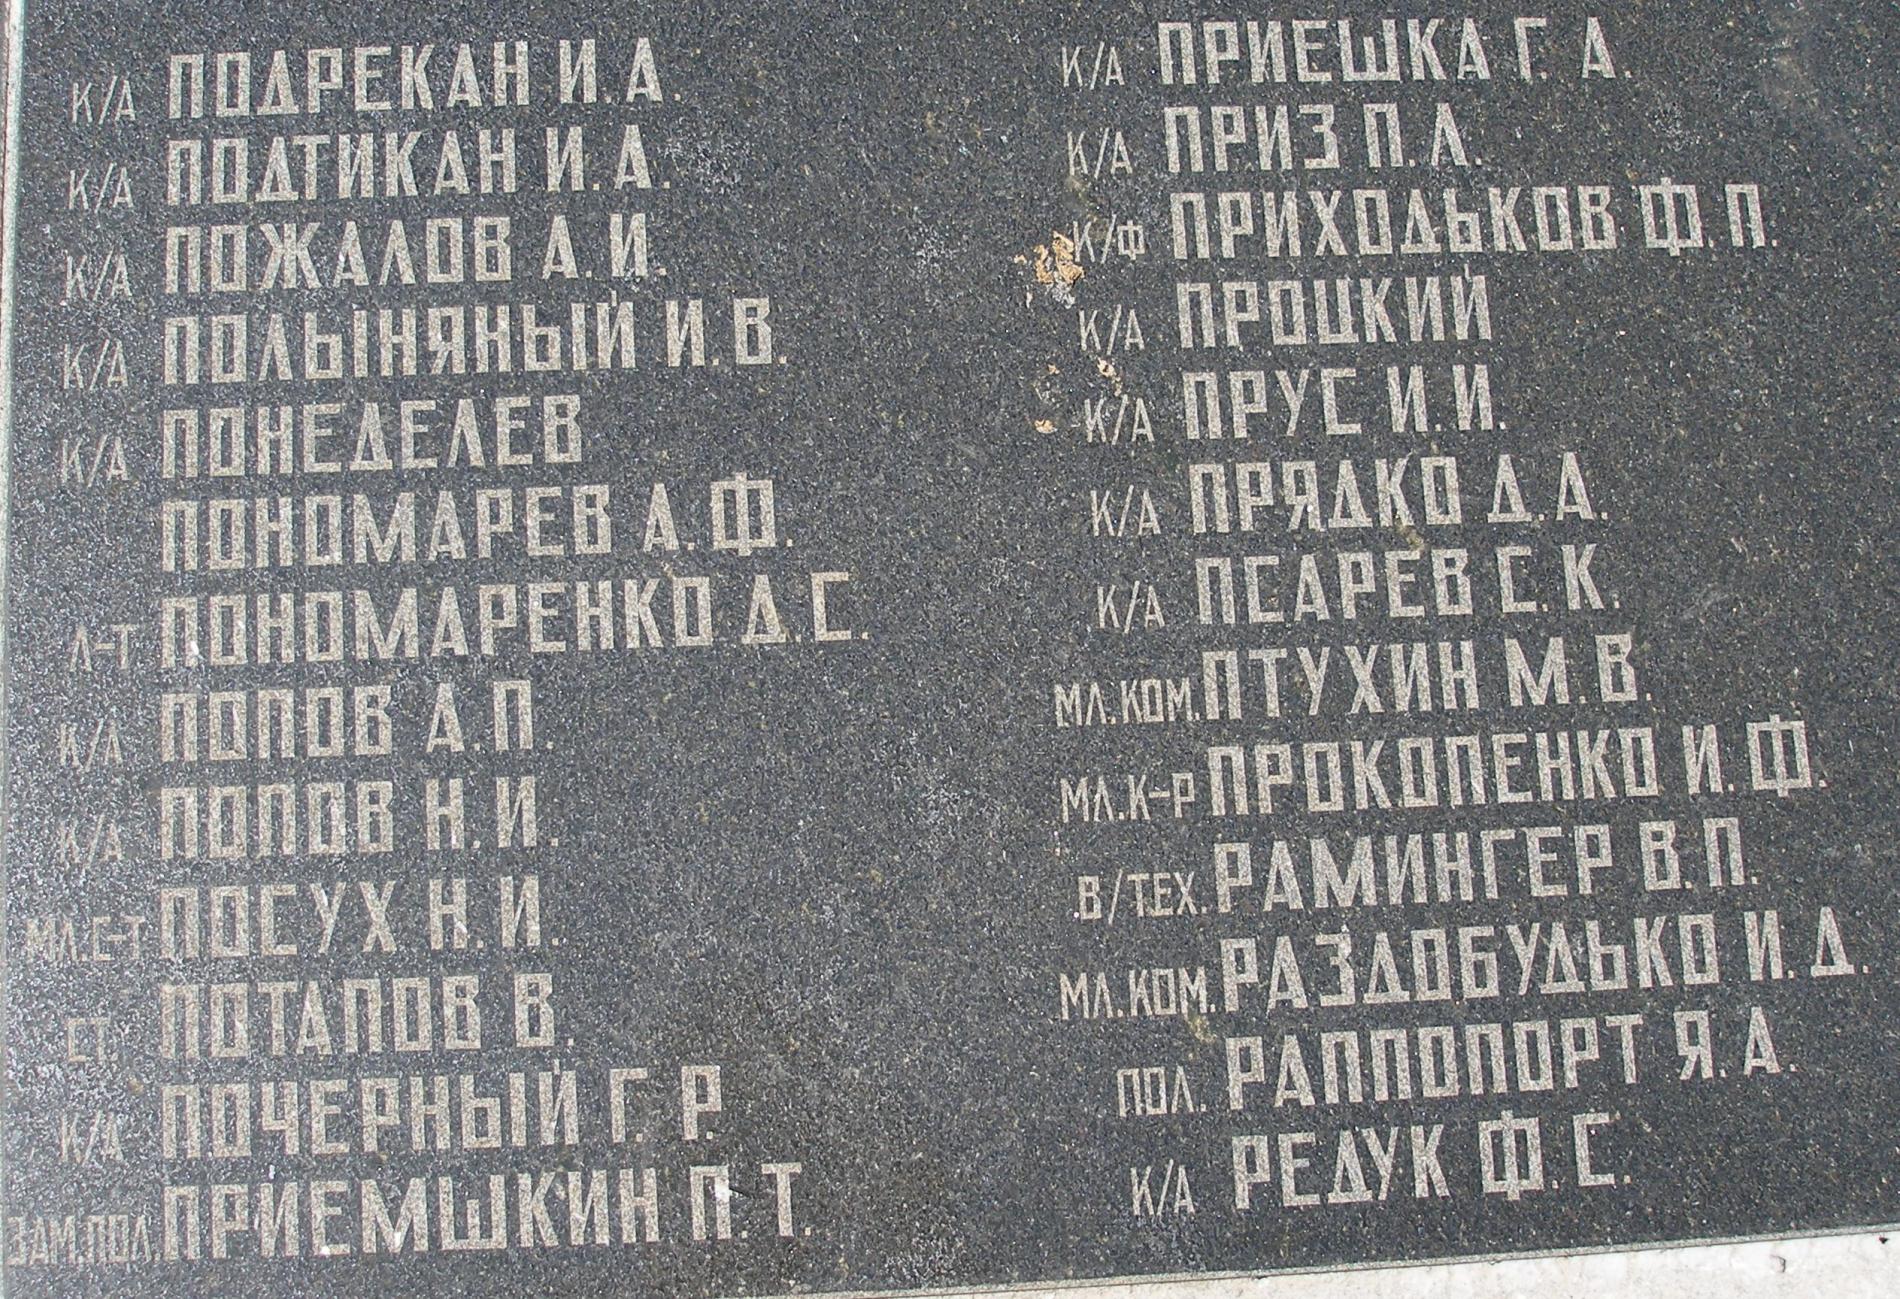 К/А ПОДРЕКАН И.А.
К/А ПОДТИКАН И.А.
К/А ПОЖАЛОВ А.И.
К/А ПОЛЫНЯНЫЙ И.В.
К/А ПОНЕДЕЛЕВ
ПОНОМАРЕВ А.Ф.
Л-Т ПОНОМАРЕНКО Д.С.
К/А ПОПОВ А.П.
К/А ПОПОВ Н.И.
МЛ.С-Т ПОСУХ Н.И.
СТ. ПОТАПОВ В.
К/А ПОЧЕРНЫЙ Г.Р.
ЗАМ.ПОЛ. ПРИЕМШКИН П.Т.
К/А ПРИЕШКА Г.А.
К/А ПРИЗ П.Л.
К/Ф ПРИХОДЬКОВ Ф.П.
К/А ПРОЦКИЙ
К/А ПРУС И.И.
К/А ПРЯДКО Д.А.
К/А ПСАРЕВ С.К.
МЛ.КОМ. ПТУХИН М.В.
МЛ.К-Р ПРОКОПЕНКО И.Ф.
В/ТЕХ. РАМИНГЕР В.П.
МЛ.КОМ. РАЗДОБУДЬКО И.Д.
ПОЛ. РАППОПОРТ Я.А.
К/А РЕДУК Ф.С.